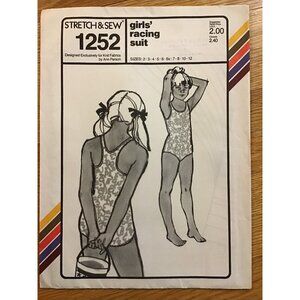 STRETCH & SEW
1252
Designed Exclusively for Knit Fabrics
by Ann Person
girls'
racing
suit
SIZES: 2 • 3 • 4 • 5 • 6 • 6x • 7 • 8 • 10 • 12
2.00
2.40